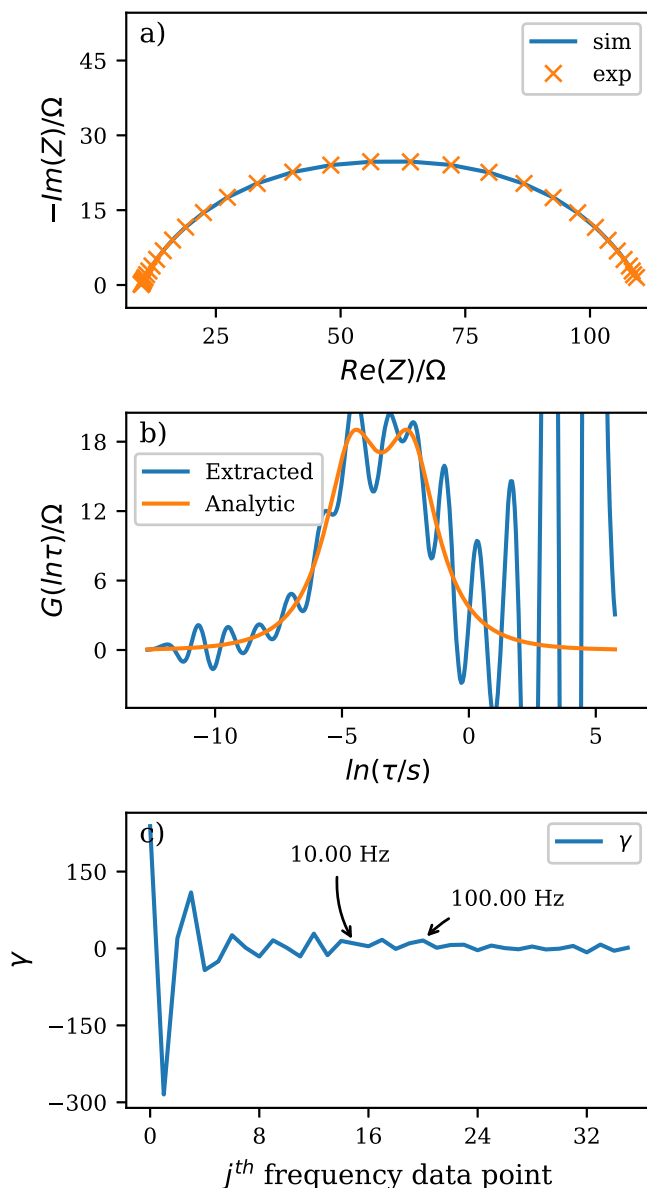 a)
sim
exp
45
30
15
0
−Im(Z)/Ω
25
50
75
100
Re(Z)/Ω
b)
Extracted
Analytic
18
12
6
0
G(lnτ)/Ω
−10
−5
0
5
ln(τ/s)
c)
γ
10.00 Hz
100.00 Hz
150
0
−150
−300
γ
0
8
16
24
32
j^{th} frequency data point